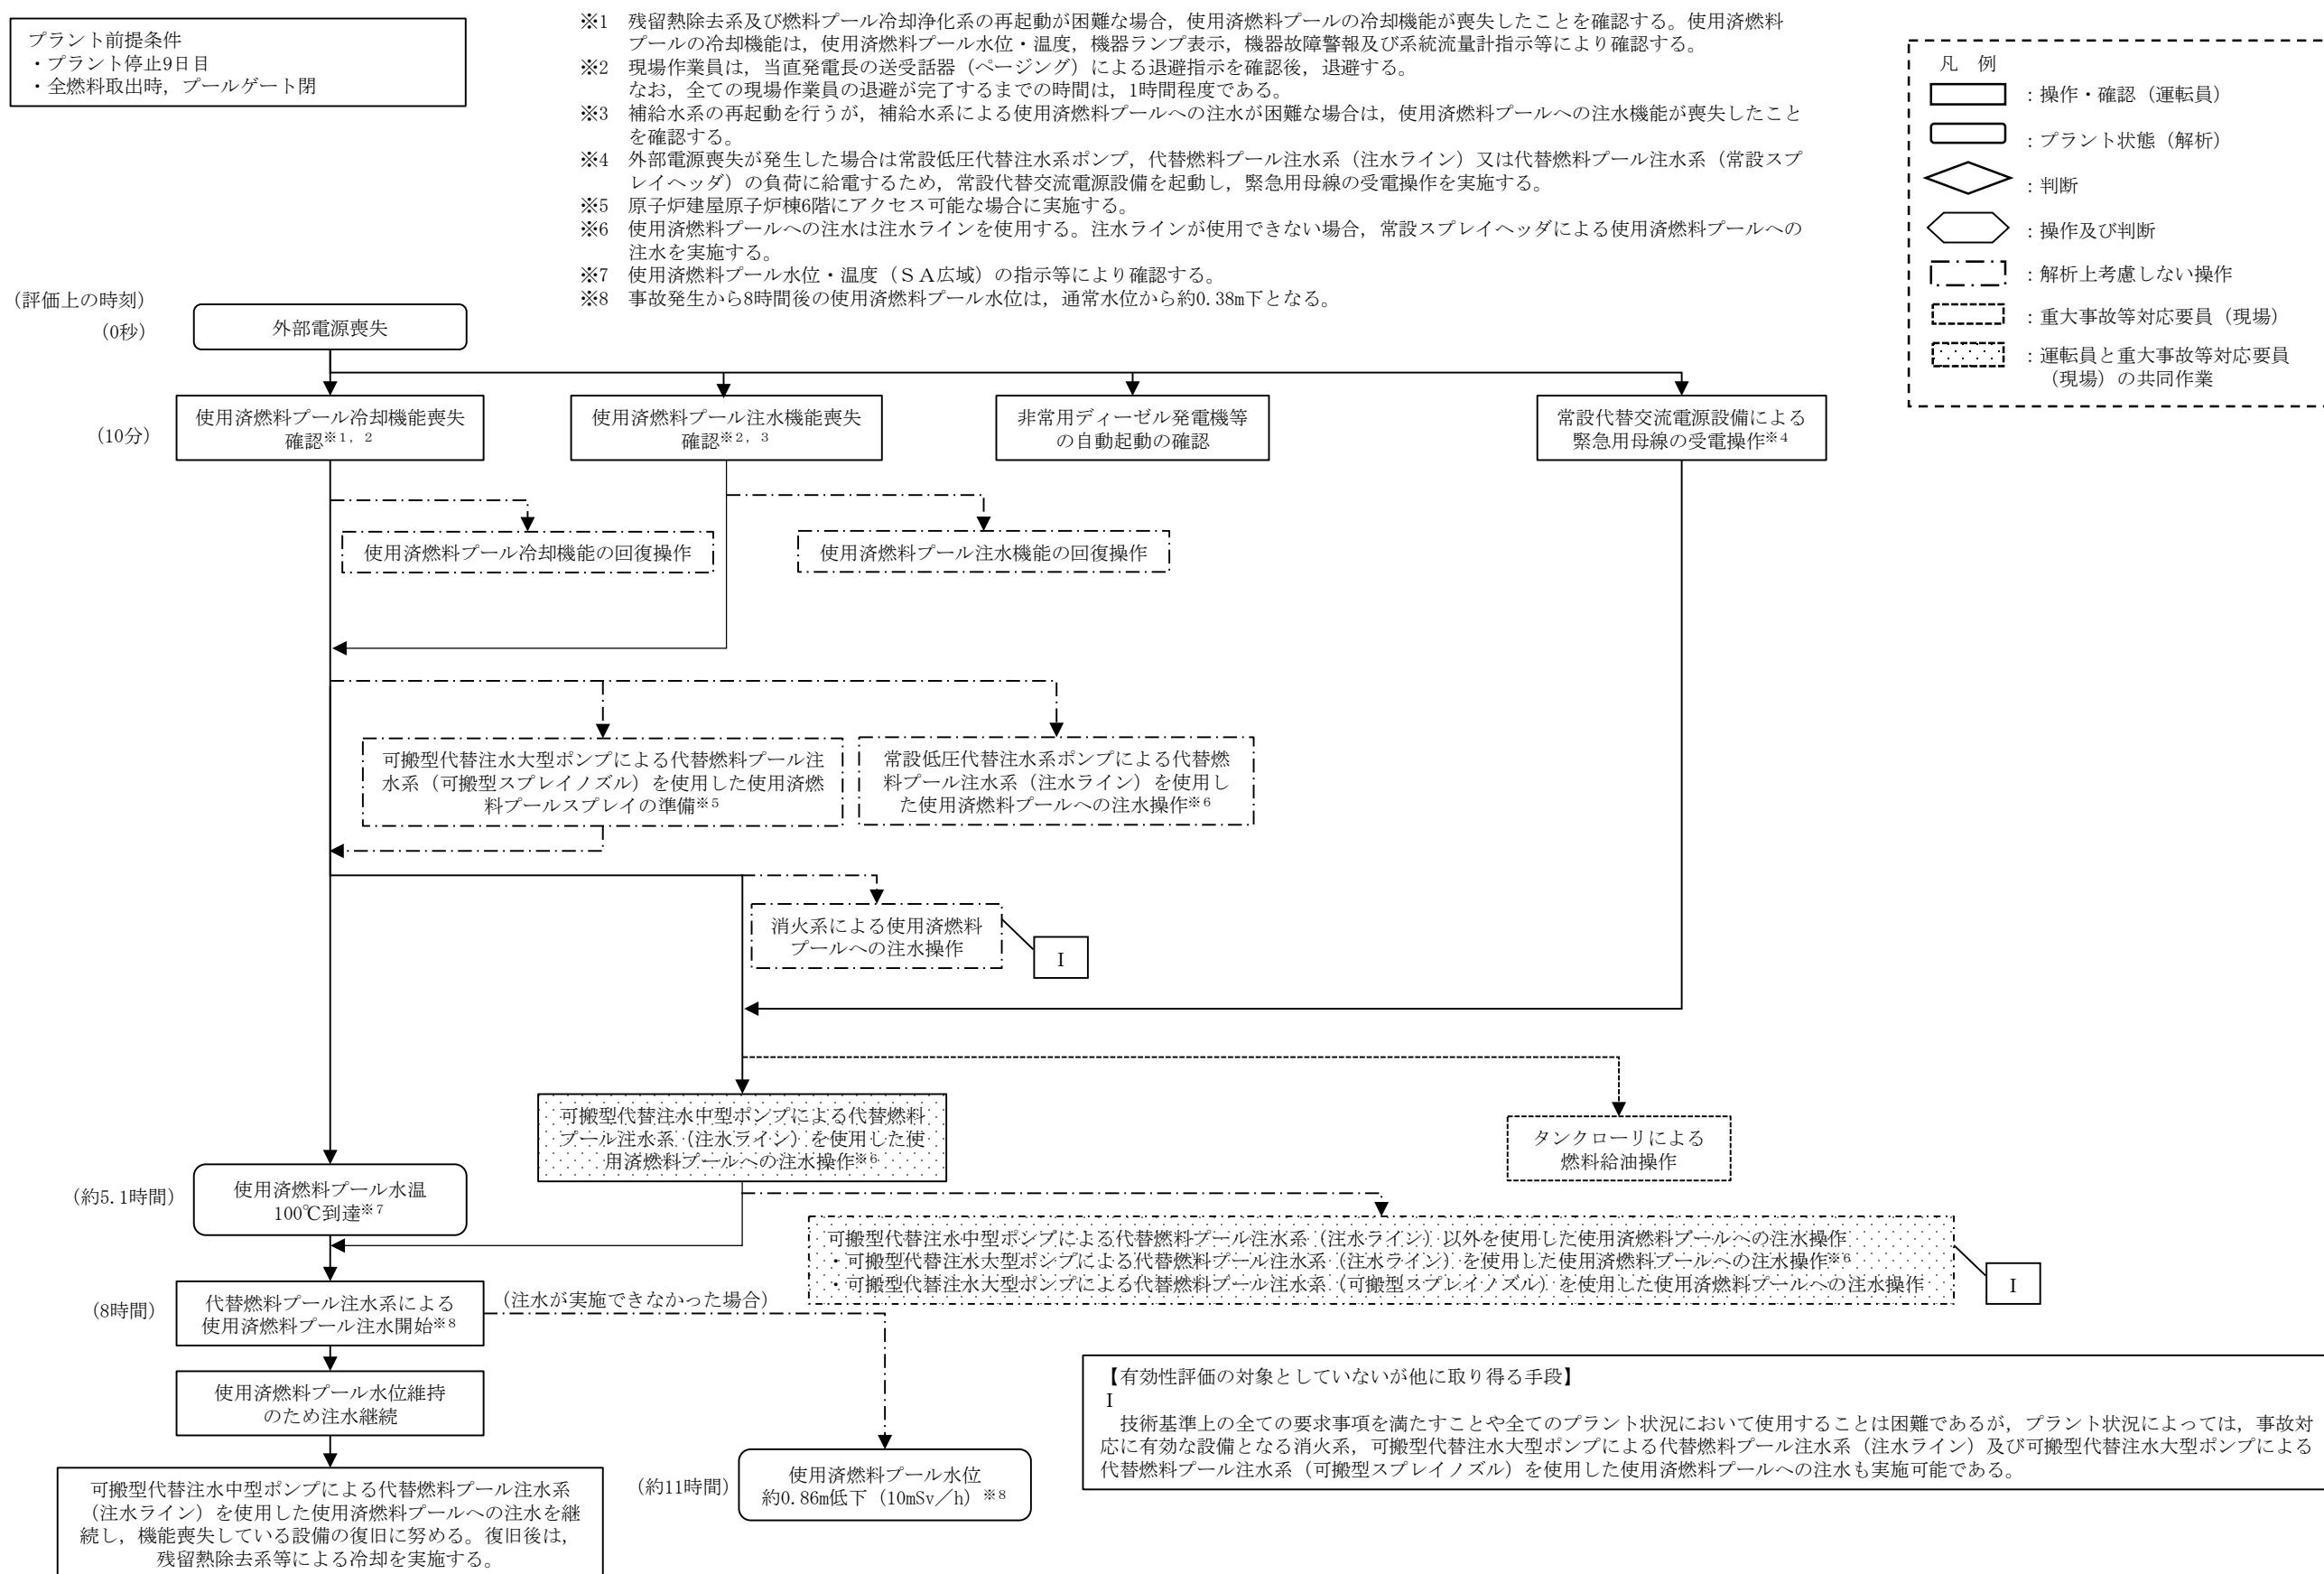 プラント前提条件
・プラント停止9日目
・全燃料取出時，プールゲート閉
※1　残留熱除去系及び燃料プール冷却浄化系の再起動が困難な場合，使用済燃料プールの冷却機能が喪失したことを確認する。使用済燃料
プールの冷却機能は，使用済燃料プール水位・温度，機器ランプ表示，機器故障警報及び系統流量計指示等により確認する。
※2　現場作業員は，当直発電長の送受話器（ページング）による退避指示を確認後，退避する。
なお，全ての現場作業員の退避が完了するまでの時間は，1時間程度である。
※3　補給水系の再起動を行うが，補給水系による使用済燃料プールへの注水が困難な場合は，使用済燃料プールへの注水機能が喪失したこと
を確認する。
※4　外部電源喪失が発生した場合は常設低圧代替注水系ポンプ，代替燃料プール注水系（注水ライン）又は代替燃料プール注水系（常設スプ
レイヘッダ）の負荷に給電するため，常設代替交流電源設備を起動し，緊急用母線の受電操作を実施する。
※5　原子炉建屋原子炉棟6階にアクセス可能な場合に実施する。
※6　使用済燃料プールへの注水は注水ラインを使用する。注水ラインが使用できない場合，常設スプレイヘッダによる使用済燃料プールへの
注水を実施する。
※7　使用済燃料プール水位・温度（ＳＡ広域）の指示等により確認する。
※8　事故発生から8時間後の使用済燃料プール水位は，通常水位から約0.38m下となる。
凡　例
：操作・確認（運転員）
：プラント状態（解析）
：判断
：操作及び判断
：解析上考慮しない操作
：重大事故等対応要員（現場）
：運転員と重大事故等対応要員
（現場）の共同作業
（評価上の時刻）
（0秒）
外部電源喪失
（10分）
使用済燃料プール冷却機能喪失
確認※1，2
使用済燃料プール注水機能喪失
確認※2，3
非常用ディーゼル発電機等
の自動起動の確認
常設代替交流電源設備による
緊急用母線の受電操作※4
使用済燃料プール冷却機能の回復操作
使用済燃料プール注水機能の回復操作
可搬型代替注水大型ポンプによる代替燃料プール注
水系（可搬型スプレイノズル）を使用した使用済燃
料プールスプレイの準備※5
常設低圧代替注水系ポンプによる代替燃
料プール注水系（注水ライン）を使用し
た使用済燃料プールへの注水操作※6
消火系による使用済燃料
プールへの注水操作
Ⅰ
可搬型代替注水中型ポンプによる代替燃料
プール注水系（注水ライン）を使用した使
用済燃料プールへの注水操作※6
タンクローリによる
燃料給油操作
（約5.1時間）
使用済燃料プール水温
100℃到達※7
可搬型代替注水中型ポンプによる代替燃料プール注水系（注水ライン）以外を使用した使用済燃料プールへの注水操作
・可搬型代替注水大型ポンプによる代替燃料プール注水系（注水ライン）を使用した使用済燃料プールへの注水操作※6
・可搬型代替注水大型ポンプによる代替燃料プール注水系（可搬型スプレイノズル）を使用した使用済燃料プールへの注水操作
Ⅰ
（8時間）
代替燃料プール注水系による
使用済燃料プール注水開始※8
（注水が実施できなかった場合）
使用済燃料プール水位維持
のため注水継続
（約11時間）
使用済燃料プール水位
約0.86m低下（10mSv／h）※8
可搬型代替注水中型ポンプによる代替燃料プール注水系
（注水ライン）を使用した使用済燃料プールへの注水を継
続し，機能喪失している設備の復旧に努める。復旧後は，
残留熱除去系等による冷却を実施する。
【有効性評価の対象としていないが他に取り得る手段】
Ⅰ
技術基準上の全ての要求事項を満たすことや全てのプラント状況において使用することは困難であるが，プラント状況によっては，事故対
応に有効な設備となる消火系，可搬型代替注水大型ポンプによる代替燃料プール注水系（注水ライン）及び可搬型代替注水大型ポンプによる
代替燃料プール注水系（可搬型スプレイノズル）を使用した使用済燃料プールへの注水も実施可能である。